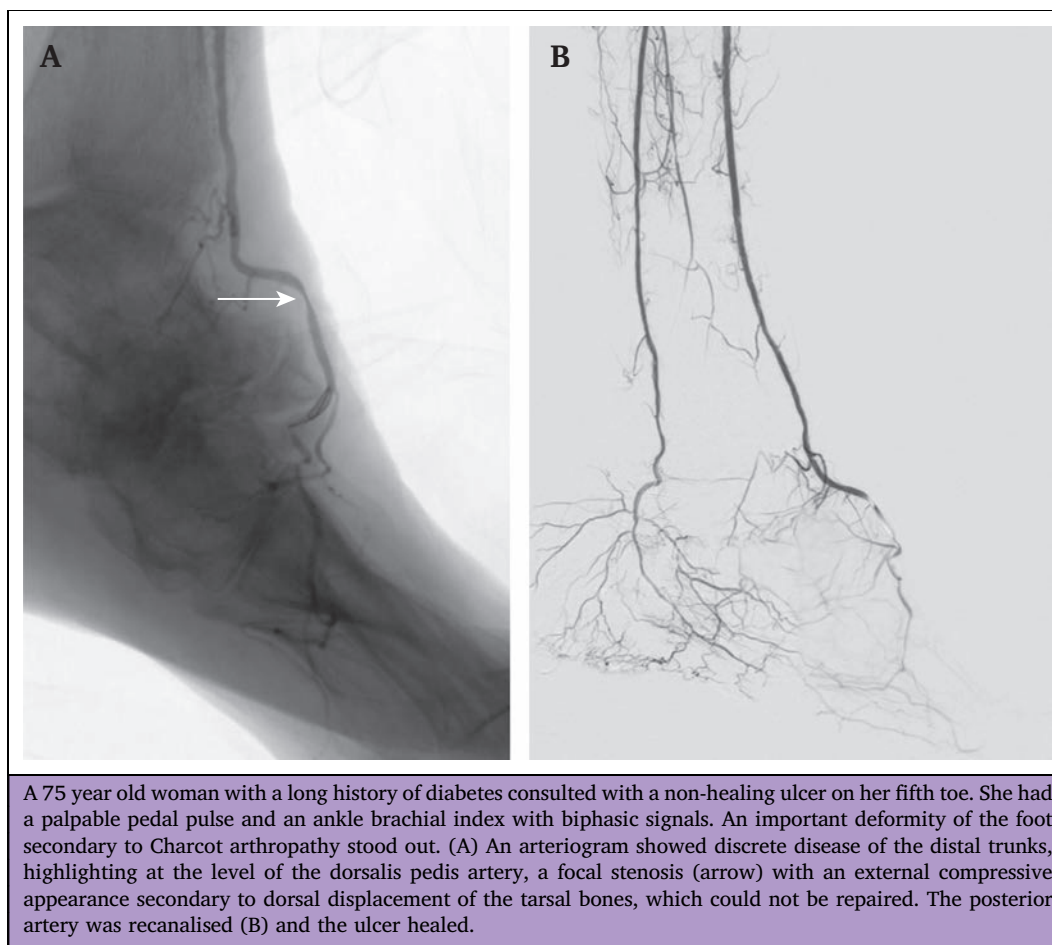 A
B
A 75 year old woman with a long history of diabetes consulted with a non-healing ulcer on her fifth toe. She had
a palpable pedal pulse and an ankle brachial index with biphasic signals. An important deformity of the foot
secondary to Charcot arthropathy stood out. (A) An arteriogram showed discrete disease of the distal trunks,
highlighting at the level of the dorsalis pedis artery, a focal stenosis (arrow) with an external compressive
appearance secondary to dorsal displacement of the tarsal bones, which could not be repaired. The posterior
artery was recanalised (B) and the ulcer healed.